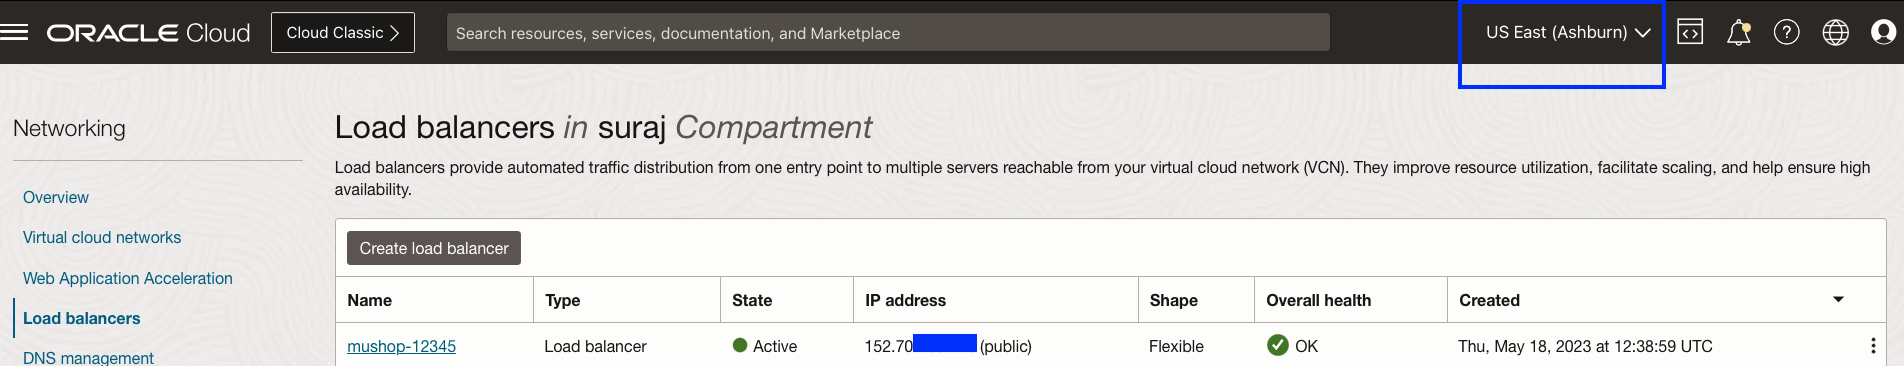 ORACLE Cloud
Cloud Classic
Search resources, services, documentation, and Marketplace
US East (Ashburn)
Networking
Overview
Virtual cloud networks
Web Application Acceleration
Load balancers
DNS management
Load balancers in suraj Compartment
Load balancers provide automated traffic distribution from one entry point to multiple servers reachable from your virtual cloud network (VCN). They improve resource utilization, facilitate scaling, and help ensure high
availability.
Create load balancer
Name Type State IP address Shape Overall health Created
mushop-12345 Load balancer Active 152.70 (public) Flexible OK Thu, May 18, 2023 at 12:38:59 UTC